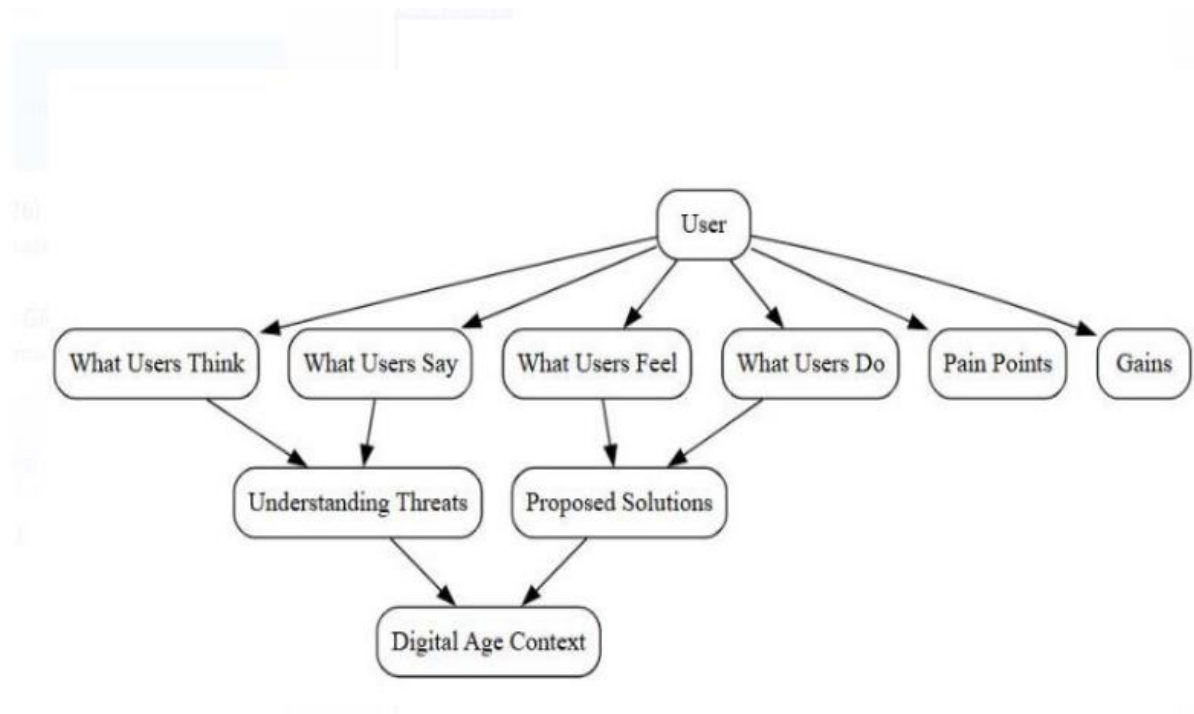 User
What Users Think
What Users Say
What Users Feel
What Users Do
Pain Points
Gains
Understanding Threats
Proposed Solutions
Digital Age Context